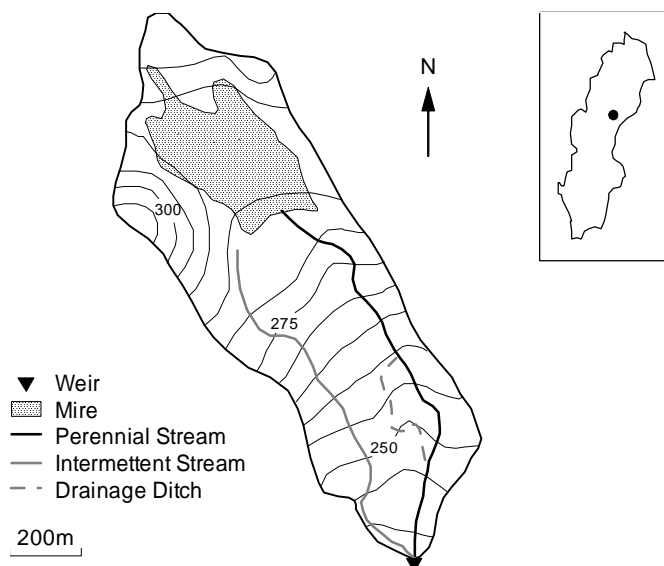 N
300
275
250
Weir
Mire
Perennial Stream
Intermettent Stream
Drainage Ditch
200m